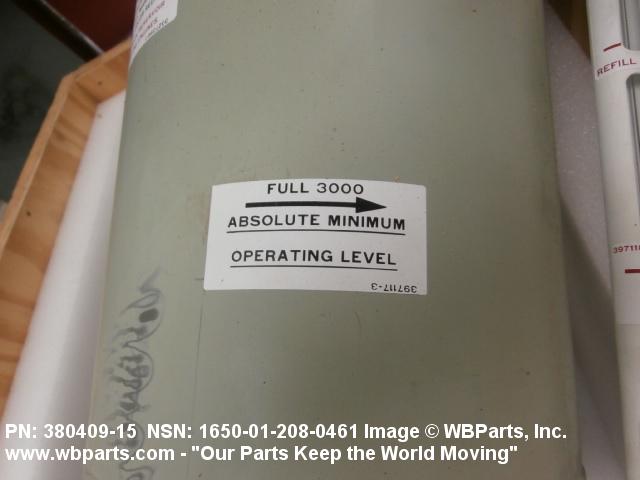 REFILL
FULL 3000
ABSOLUTE MINIMUM
OPERATING LEVEL
397117-3
PN: 380409-15 NSN: 1650-01-208-0461 Image © WBParts, Inc.
www.wbparts.com - "Our Parts Keep the World Moving"